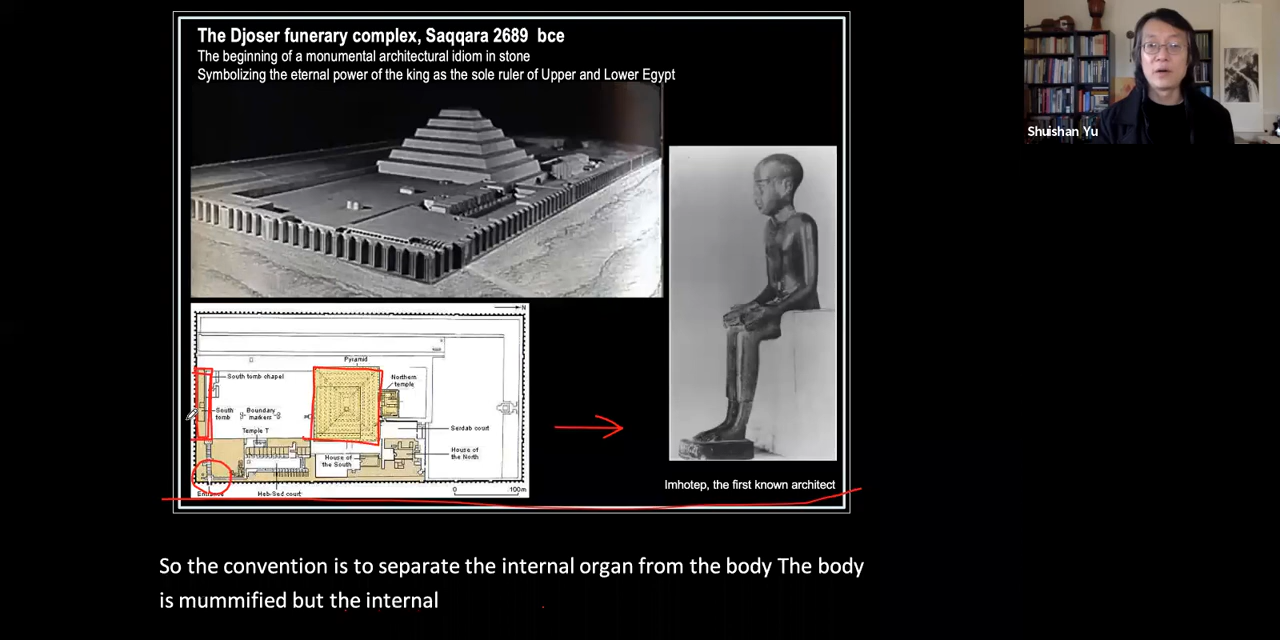 The Djoser funerary complex, Saqqara 2689 bce
The beginning of a monumental architectural idiom in stone
Symbolizing the eternal power of the king as the sole ruler of Upper and Lower Egypt
Shuishan Yu
N
Pyramid
South tomb chapel
Northern
temple
South
tomb
Boundary
markers
Temple T
Serdab court
House of
the South
House of
the North
Entrance
Heb-Sed court
0
100m
Imhotep, the first known architect
So the convention is to separate the internal organ from the body The body
is mummified but the internal